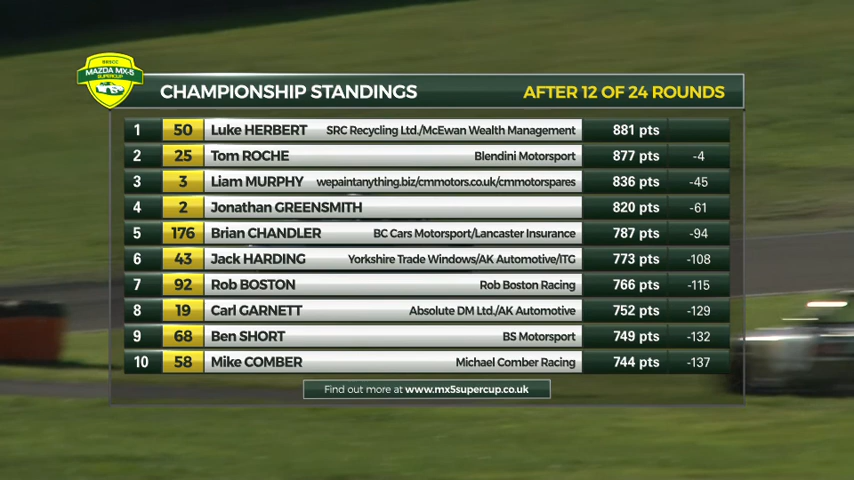 BRSCC
MAZDA MX-5
SUPERCUP
CHAMPIONSHIP STANDINGS AFTER 12 OF 24 ROUNDS
1 50 Luke HERBERT SRC Recycling Ltd./McEwan Wealth Management 881 pts
2 25 Tom ROCHE Blendini Motorsport 877 pts -4
3 3 Liam MURPHY wepaintanything.biz/cmmotors.co.uk/cmmotorspares 836 pts -45
4 2 Jonathan GREENSMITH 820 pts -61
5 176 Brian CHANDLER BC Cars Motorsport/Lancaster Insurance 787 pts -94
6 43 Jack HARDING Yorkshire Trade Windows/AK Automotive/ITG 773 pts -108
7 92 Rob BOSTON Rob Boston Racing 766 pts -115
8 19 Carl GARNETT Absolute DM Ltd./AK Automotive 752 pts -129
9 68 Ben SHORT BS Motorsport 749 pts -132
10 58 Mike COMBER Michael Comber Racing 744 pts -137
Find out more at www.mx5supercup.co.uk